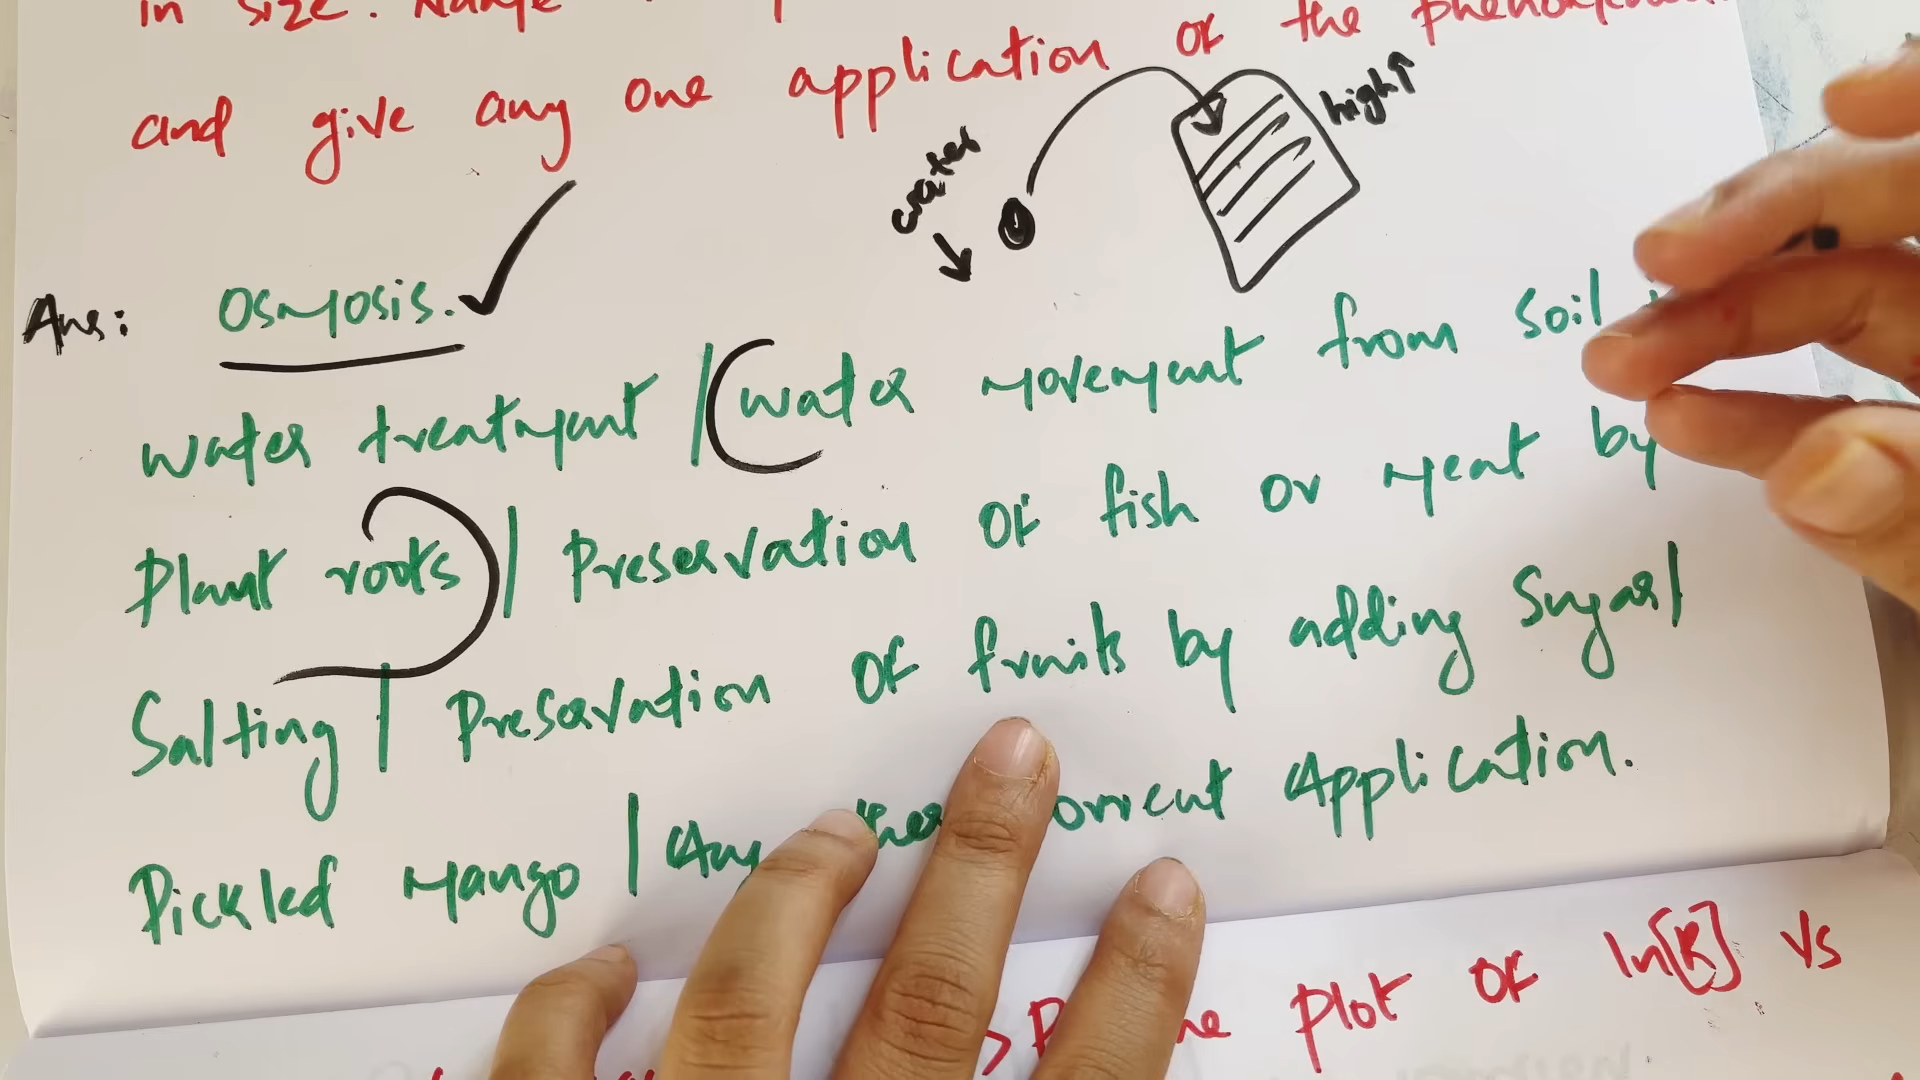 in size. Name
and give any one application of the phenomenon
water
high↑
Ans: Osmosis.
water treatment / water movement from soil
Plant roots / Preservation of fish or meat by
Salting / Preservation of fruits by adding Sugar/
Pickled Mango / Any Application.
plot of ln[R] vs